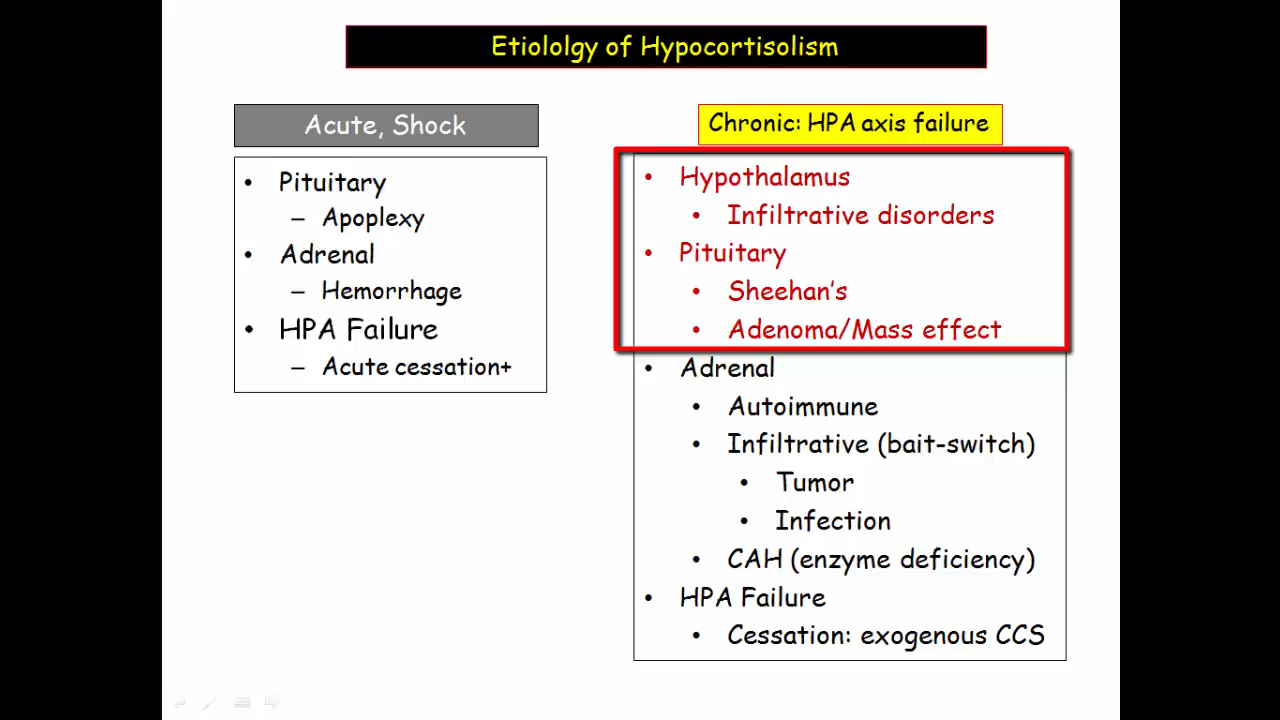 Etiololgy of Hypocortisolism
Acute, Shock
• Pituitary
– Apoplexy
• Adrenal
– Hemorrhage
• HPA Failure
– Acute cessation+
Chronic: HPA axis failure
• Hypothalamus
• Infiltrative disorders
• Pituitary
• Sheehan's
• Adenoma/Mass effect
• Adrenal
• Autoimmune
• Infiltrative (bait-switch)
• Tumor
• Infection
• CAH (enzyme deficiency)
• HPA Failure
• Cessation: exogenous CCS